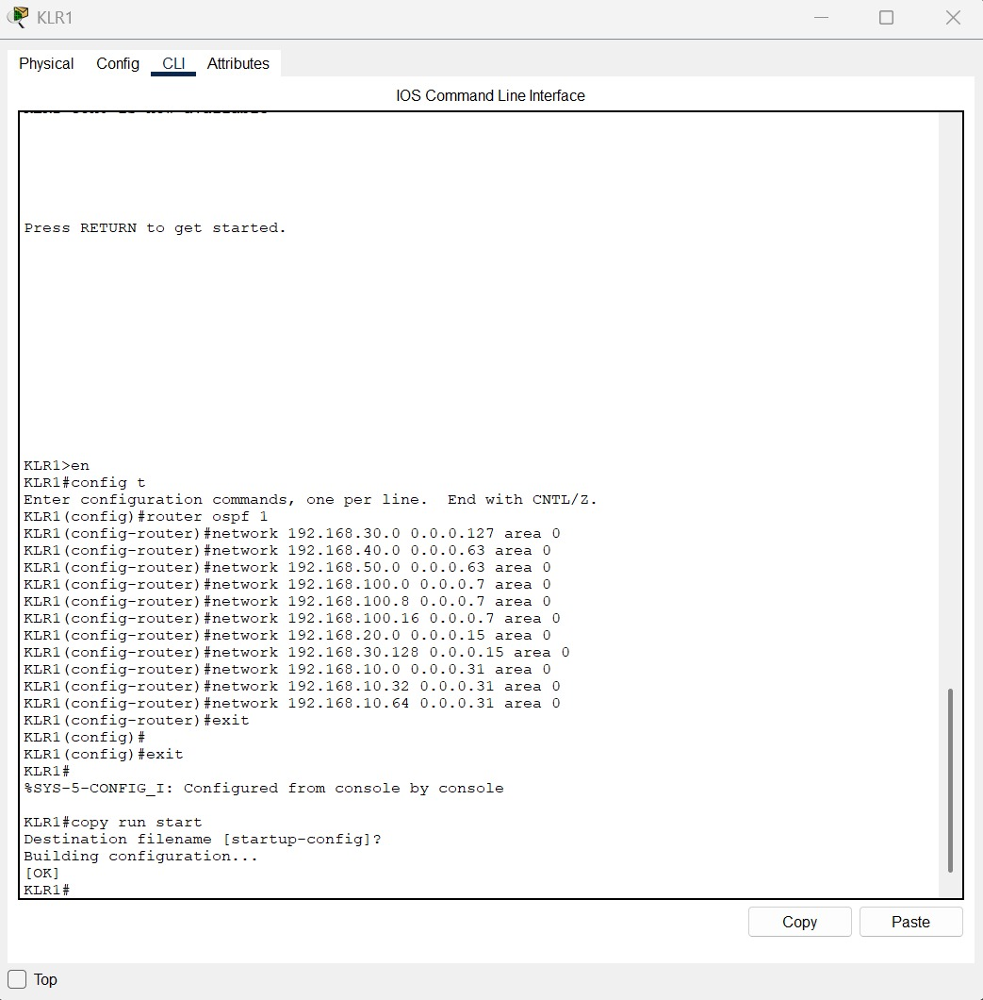 KLR1
Physical Config CLI Attributes
IOS Command Line Interface
Press RETURN to get started.
KLR1>en
KLR1#config t
Enter configuration commands, one per line.  End with CNTL/Z.
KLR1(config)#router ospf 1
KLR1(config-router)#network 192.168.30.0 0.0.0.127 area 0
KLR1(config-router)#network 192.168.40.0 0.0.0.63 area 0
KLR1(config-router)#network 192.168.50.0 0.0.0.63 area 0
KLR1(config-router)#network 192.168.100.0 0.0.0.7 area 0
KLR1(config-router)#network 192.168.100.8 0.0.0.7 area 0
KLR1(config-router)#network 192.168.100.16 0.0.0.7 area 0
KLR1(config-router)#network 192.168.20.0 0.0.0.15 area 0
KLR1(config-router)#network 192.168.30.128 0.0.0.15 area 0
KLR1(config-router)#network 192.168.10.0 0.0.0.31 area 0
KLR1(config-router)#network 192.168.10.32 0.0.0.31 area 0
KLR1(config-router)#network 192.168.10.64 0.0.0.31 area 0
KLR1(config-router)#exit
KLR1(config)#
KLR1(config)#exit
KLR1#
%SYS-5-CONFIG_I: Configured from console by console
KLR1#copy run start
Destination filename [startup-config]?
Building configuration...
[OK]
KLR1#
Copy Paste
Top